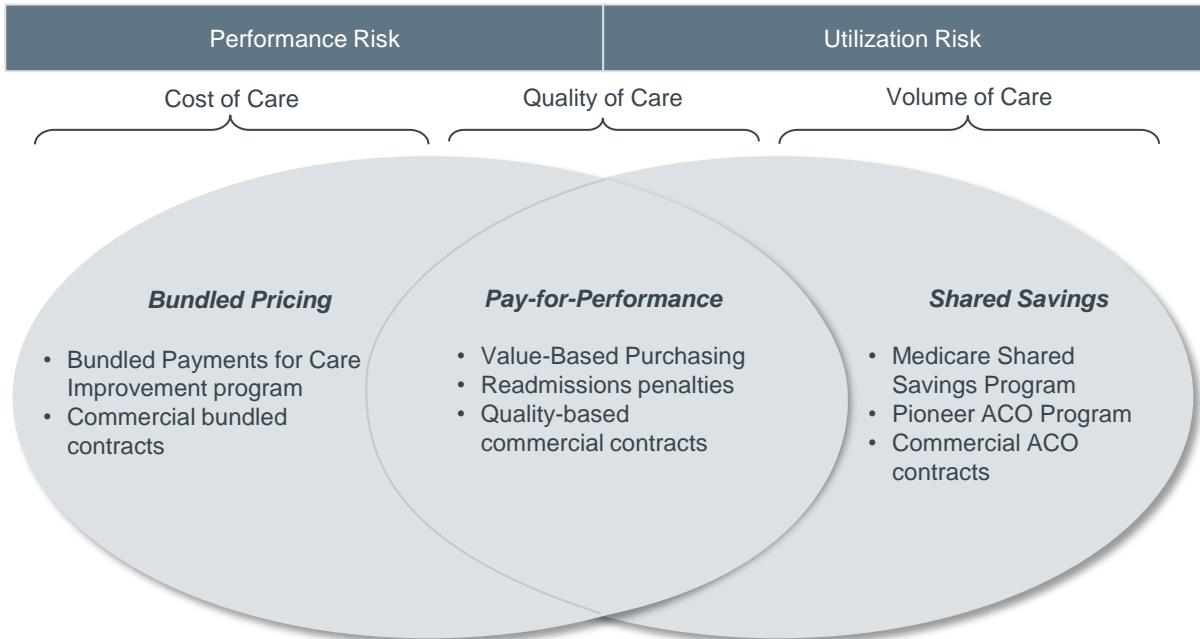 Performance Risk
Utilization Risk
Cost of Care
Quality of Care
Volume of Care
Bundled Pricing
• Bundled Payments for Care
Improvement program
• Commercial bundled
contracts
Pay-for-Performance
• Value-Based Purchasing
• Readmissions penalties
• Quality-based
commercial contracts
Shared Savings
• Medicare Shared
Savings Program
• Pioneer ACO Program
• Commercial ACO
contracts